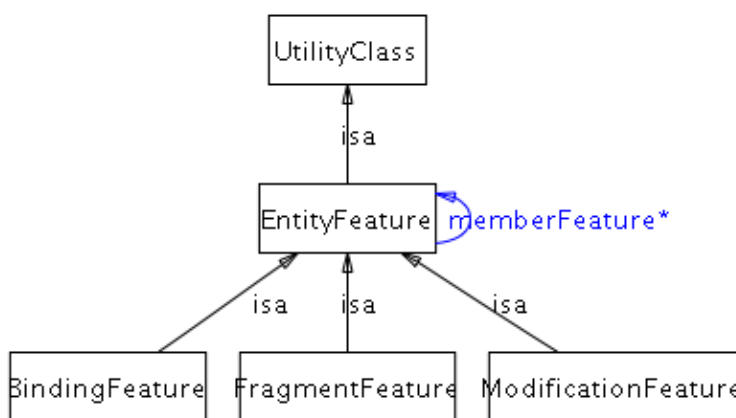 UtilityClass
isa
EntityFeature
memberFeature*
isa
isa
isa
BindingFeature
FragmentFeature
ModificationFeature